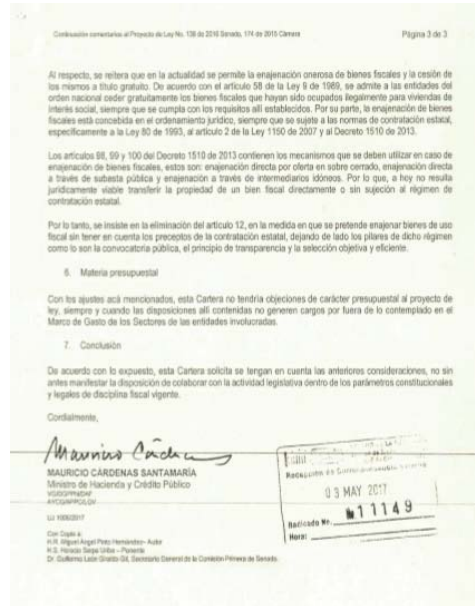 Continuación comentarios al Proyecto de Ley No. 138 de 2016 Senado, 174 de 2015 Cámara
Página 3 de 3
Al respecto, se reitera que en la actualidad se permite la enajenación onerosa de bienes fiscales y la cesión de
los mismos a título gratuito. De acuerdo con el artículo 58 de la Ley 9 de 1989, se admite a las entidades del
orden nacional ceder gratuitamente los bienes fiscales que hayan sido ocupados ilegalmente para viviendas de
interés social, siempre que se cumpla con los requisitos allí establecidos. Por su parte, la enajenación de bienes
fiscales está concebida en el ordenamiento jurídico, siempre que se sujete a las normas de contratación estatal,
específicamente a la Ley 80 de 1993, al artículo 2 de la Ley 1150 de 2007 y al Decreto 1510 de 2013.
Los artículos 98, 99 y 100 del Decreto 1510 de 2013 contienen los mecanismos que se deben utilizar en caso de
enajenación de bienes fiscales, estos son: enajenación directa por oferta en sobre cerrado, enajenación directa
a través de subasta pública y enajenación a través de intermediarios idóneos. Por lo que, a hoy no resulta
jurídicamente viable transferir la propiedad de un bien fiscal directamente o sin sujeción al régimen de
contratación estatal.
Por lo tanto, se insiste en la eliminación del artículo 12, en la medida en que se pretende enajenar bienes de uso
fiscal sin tener en cuenta los preceptos de la contratación estatal, dejando de lado los pilares de dicho régimen
como lo son la convocatoria pública, el principio de transparencia y la selección objetiva y eficiente.
6. Materia presupuestal
Con los ajustes acá mencionados, esta Cartera no tendría objeciones de carácter presupuestal al proyecto de
ley, siempre y cuando las disposiciones allí contenidas no generen cargos por fuera de lo contemplado en el
Marco de Gasto de los Sectores de las entidades involucradas.
7. Conclusión
De acuerdo con lo expuesto, esta Cartera solicita se tengan en cuenta las anteriores consideraciones, no sin
antes manifestar la disposición de colaborar con la actividad legislativa dentro de los parámetros constitucionales
y legales de disciplina fiscal vigente.
Cordialmente,
Mauricio Cárdenas
MAURICIO CÁRDENAS SANTAMARÍA
Ministro de Hacienda y Crédito Público
Recepción de Correspondencia
03 MAY 2017
11149
Radicado No.
Hora:
Con Copia a:
H.R. Miguel Angel Pinto Hernández- Autor
H.S. Horacio Serpa Uribe – Ponente
Dr. Guillermo León Giraldo Gil, Secretario General de la Comisión Primera de Senado.